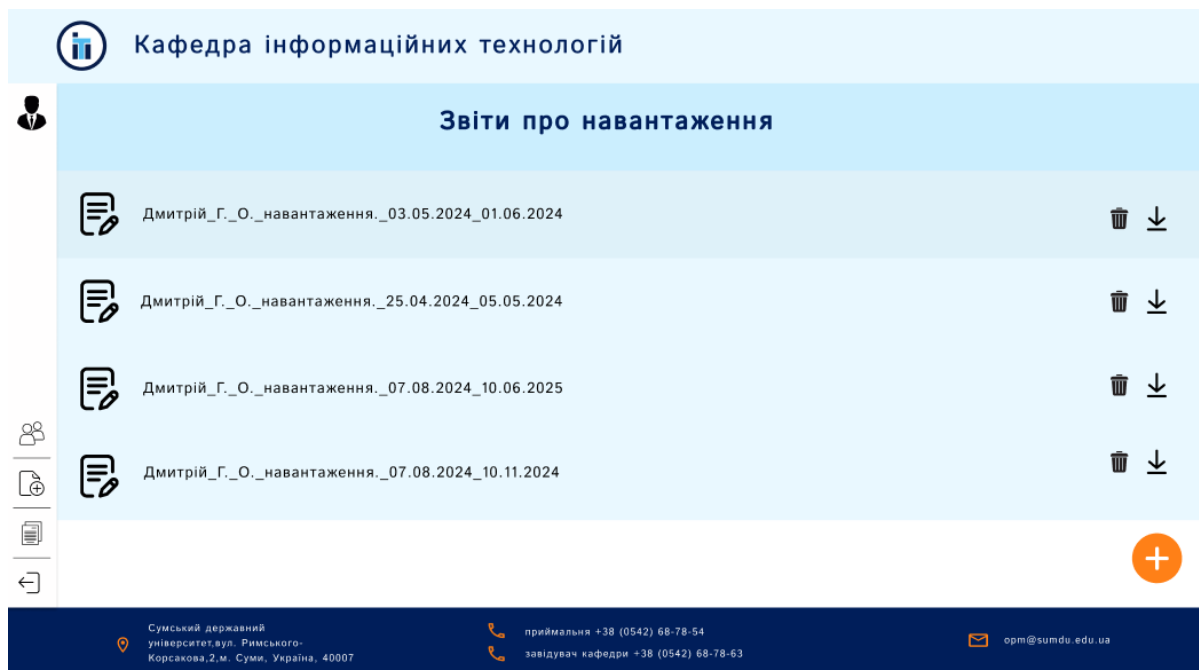 іТ
Кафедра інформаційних технологій
Звіти про навантаження
Дмитрій_Г._О._навантаження._03.05.2024_01.06.2024
Дмитрій_Г._О._навантаження._25.04.2024_05.05.2024
Дмитрій_Г._О._навантаження._07.08.2024_10.06.2025
Дмитрій_Г._О._навантаження._07.08.2024_10.11.2024
Сумський державний
університет,вул. Римського-
Корсакова,2,м. Суми, Україна, 40007
приймальня +38 (0542) 68-78-54
завідувач кафедри +38 (0542) 68-78-63
opm@sumdu.edu.ua